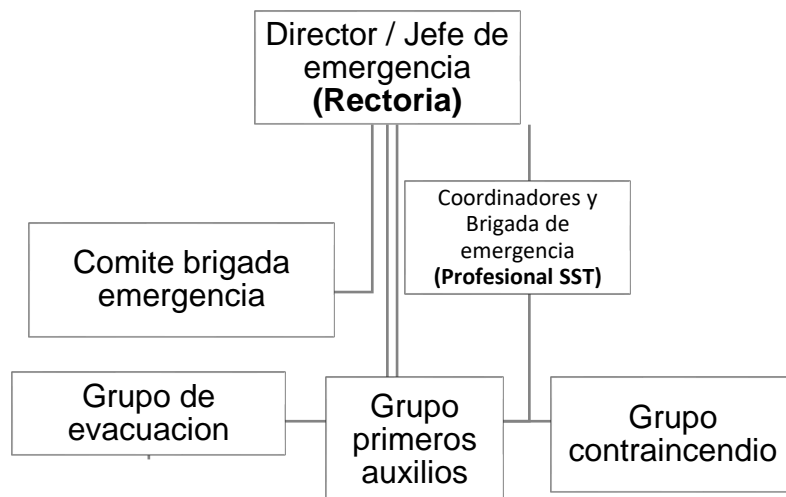 Director / Jefe de
emergencia
(Rectoria)
Coordinadores y
Brigada de
emergencia
(Profesional SST)
Comite brigada
emergencia
Grupo de
evacuacion
Grupo
primeros
auxilios
Grupo
contraincendio